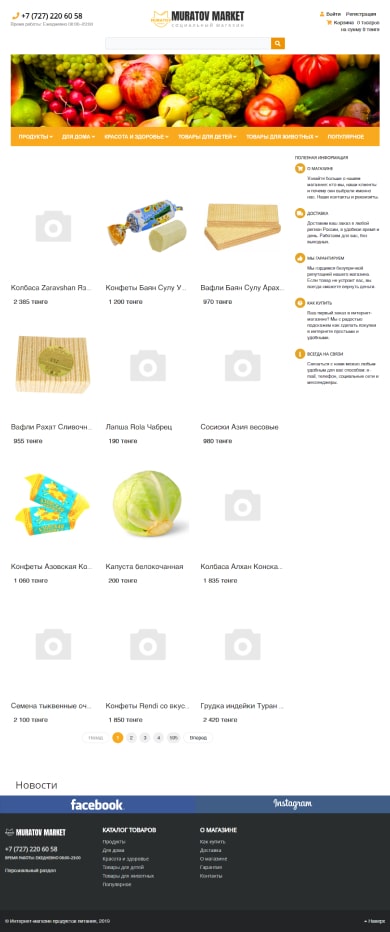 +7 (727) 220 60 58
Время работы: Ежедневно 09:00-23:00
MURATOV MARKET
СОЦИАЛЬНЫЙ МАГАЗИН
Войти Регистрация
Корзина 0 товаров
на сумму 0 тенге
ПРОДУКТЫ ДЛЯ ДОМА КРАСОТА И ЗДОРОВЬЕ ТОВАРЫ ДЛЯ ДЕТЕЙ ТОВАРЫ ДЛЯ ЖИВОТНЫХ ПОПУЛЯРНОЕ
Колбаса Zaravshan Яз...
2 385 тенге
Конфеты Баян Сулу У...
1 200 тенге
Вафли Баян Сулу Арах...
970 тенге
Вафли Рахат Сливочн...
955 тенге
Лапша Rola Чабрец
190 тенге
Сосиски Азия весовые
980 тенге
Конфеты Азовская Ко...
1 060 тенге
Капуста белокочанная
200 тенге
Колбаса Алхан Конска...
1 835 тенге
Семена тыквенные оч...
2 100 тенге
Конфеты Rendi со вкус...
1 850 тенге
Грудка индейки Туран ...
2 420 тенге
Назад 1 2 3 4 Вперед
ПОЛЕЗНАЯ ИНФОРМАЦИЯ
О МАГАЗИНЕ
Узнайте больше о нашем
магазине: кто мы, наши клиенты
и почему они выбрали именно
нас. Наши контакты и реквизиты.
ДОСТАВКА
Доставим ваш заказ в любой
регион России, в удобное время и
день. Работаем для вас, без
выходных.
МЫ ГАРАНТИРУЕМ
Мы гордимся безупречной
репутацией нашего магазина.
Если товар не устроит вас, вы
всегда сможете вернуть деньги.
КАК КУПИТЬ
Ваш первый заказ в интернет-
магазине? Мы с радостью
подскажем как сделать покупки
в интернете простыми и
удобными.
ВСЕГДА НА СВЯЗИ
Связаться с нами можно любым
удобным для вас способом: e-
mail, телефон, социальные сети и
мессенджеры.
Новости
facebook
Instagram
MURATOV MARKET
+7 (727) 220 60 58
ВРЕМЯ РАБОТЫ: ЕЖЕДНЕВНО 09:00-23:00
Персональный раздел
КАТАЛОГ ТОВАРОВ
Продукты
Для дома
Красота и здоровье
Товары для детей
Товары для животных
Популярное
О МАГАЗИНЕ
Как купить
Доставка
О магазине
Гарантия
Контакты
© Интернет-магазин продуктов питания, 2019
Наверх